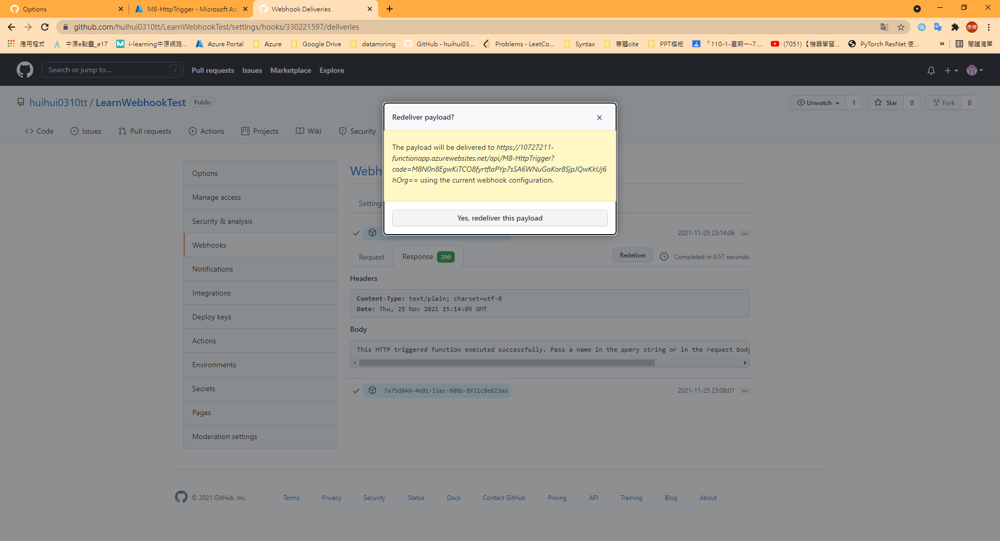 Options
M8-HttpTrigger - Microsoft Az
Webhook Deliveries
github.com/huihui0310tt/LearnWebhookTest/settings/hooks/330221597/deliveries
應用程式
中原e點靈_e17
i-learning中原網路...
Azure Portal
Azure
Google Drive
datamining
GitHub - huihui03...
Problems - LeetCo...
Syntax
專題cite
PPT模板
「110-1-星期一-7....
(7051)【機器學習...
PyTorch ResNet 使...
»
閱讀清單
Search or jump to...
/
Pull requests
Issues
Marketplace
Explore
huihui0310tt / LearnWebhookTest
Public
Unwatch
1
Star
0
Fork
0
Code
Issues
Pull requests
Actions
Projects
Wiki
Security
Redeliver payload?
The payload will be delivered to https://10727211-
functionapp.azurewebsites.net/api/M8-HttpTrigger?
code=M8N0n8EgwKiTCO8fyrtflaPYp7sSA6WNuGoKor8SjpJQwKkUj6
hOrg== using the current webhook configuration.
Yes, redeliver this payload
Options
Manage access
Security & analysis
Webhooks
Notifications
Integrations
Deploy keys
Actions
Environments
Secrets
Pages
Moderation settings
Webh
Setting
2021-11-25 23:14:06
...
Request
Response 200
Redeliver
Completed in 0.57 seconds.
Headers
Content-Type: text/plain; charset=utf-8
Date: Thu, 25 Nov 2021 15:14:05 GMT
Body
This HTTP triggered function executed successfully. Pass a name in the query string or in the request body
7a75d840-4e01-11ec-808b-8f21c8e823ad
2021-11-25 23:08:01
...
© 2021 GitHub, Inc.
Terms
Privacy
Security
Status
Docs
Contact GitHub
Pricing
API
Training
Blog
About